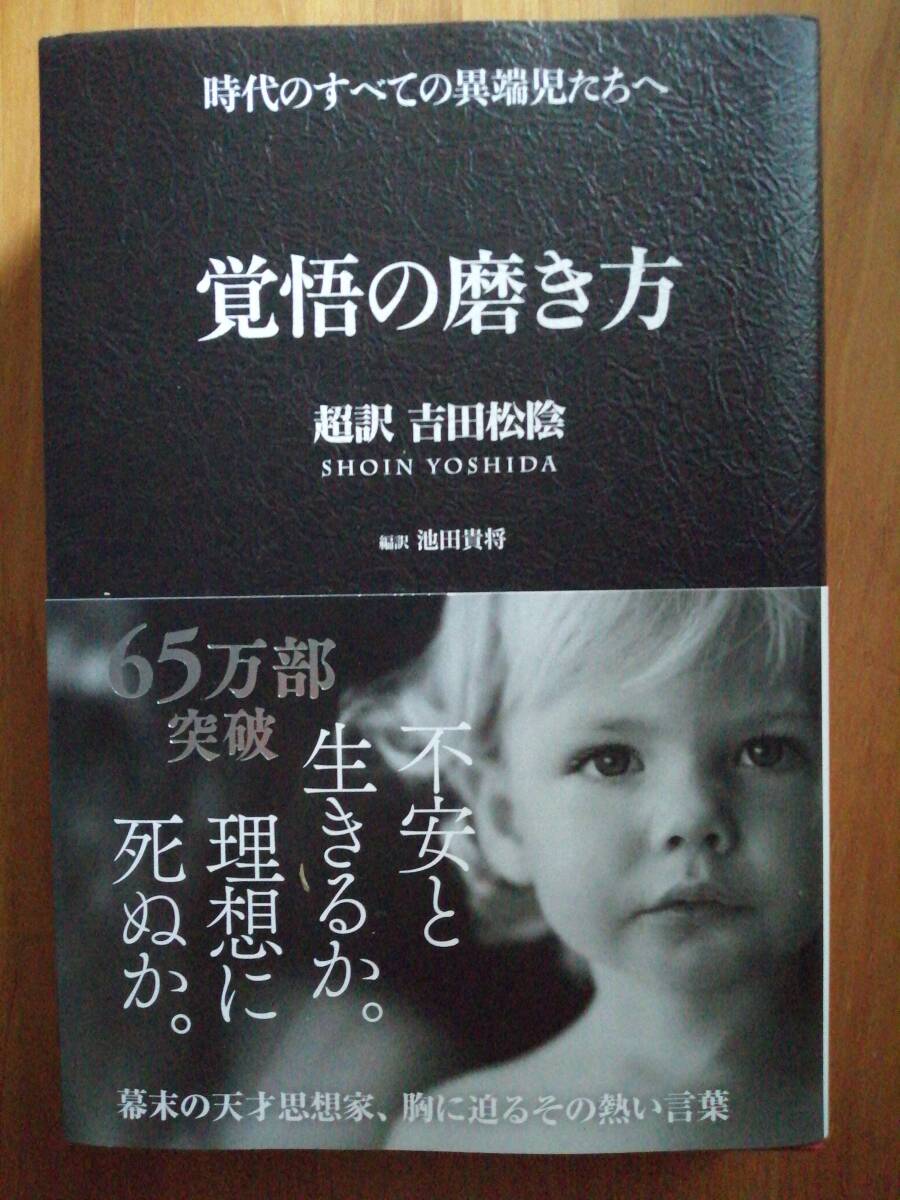 時代のすべての異端児たちへ
覚悟の磨き方
超訳 吉田松陰
SHOIN YOSHIDA
編訳 池田貴将
65万部
突破
不安と
生きるか。
理想に
死ぬか。
幕末の天才思想家、胸に迫るその熱い言葉